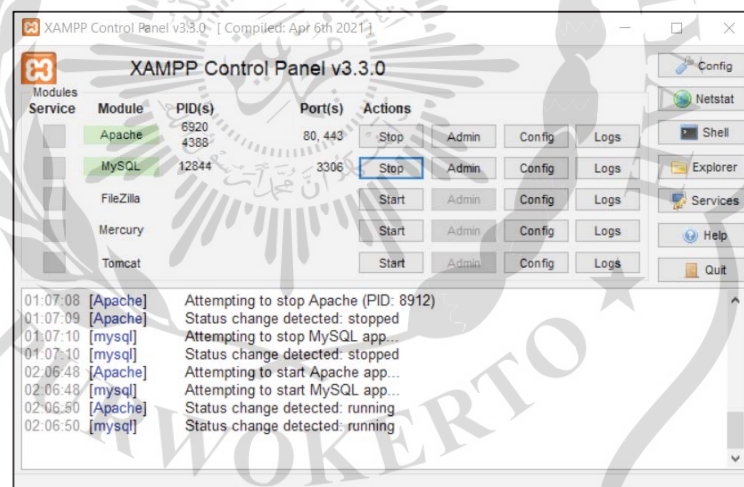 XAMPP Control Panel v3.3.0 [ Compiled: Apr 6th 2021 ]
XAMPP Control Panel v3.3.0
Config
Modules
Service Module PID(s) Port(s) Actions
Netstat
Apache 6920 4388 80, 443 Stop Admin Config Logs
Shell
MySQL 12844 3306 Stop Admin Config Logs
Explorer
FileZilla Start Admin Config Logs
Services
Mercury Start Admin Config Logs
Help
Tomcat Start Admin Config Logs
Quit
01:07:08 [Apache] Attempting to stop Apache (PID: 8912)
01:07:09 [Apache] Status change detected: stopped
01:07:10 [mysql] Attempting to stop MySQL app...
01:07:10 [mysql] Status change detected: stopped
02:06:48 [Apache] Attempting to start Apache app...
02:06:48 [mysql] Attempting to start MySQL app...
02:06:50 [Apache] Status change detected: running
02:06:50 [mysql] Status change detected: running
RWOKERTO